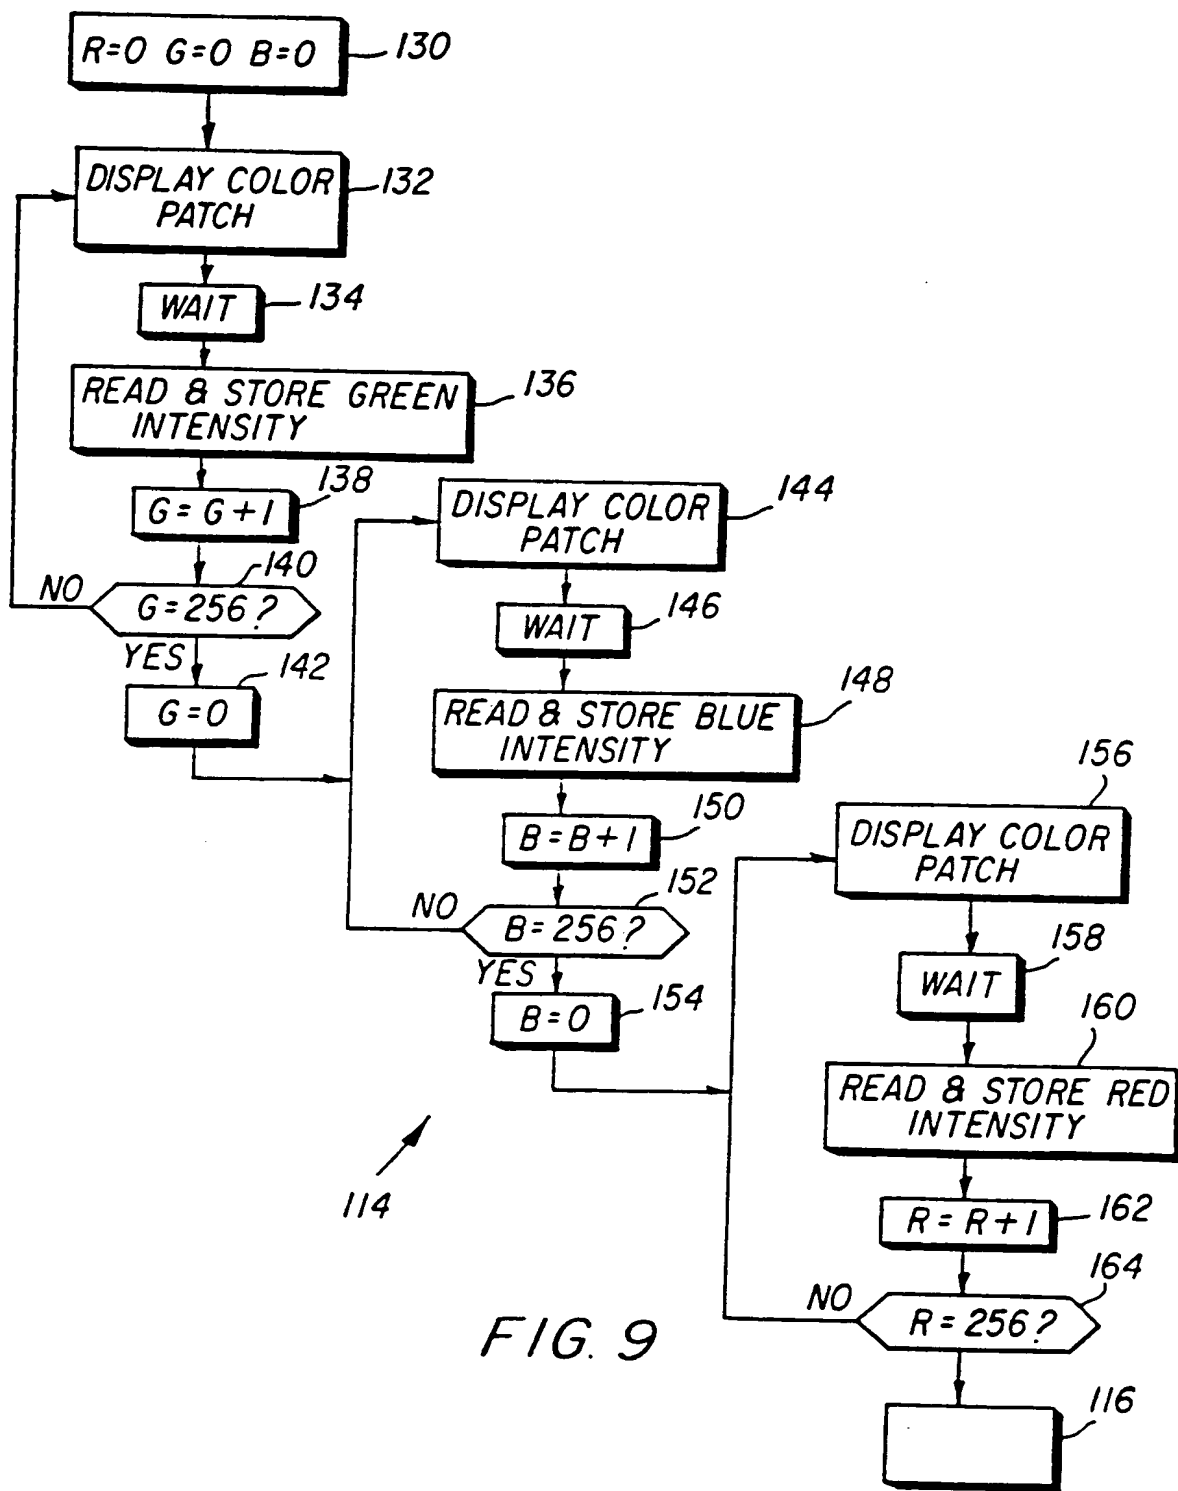 R=0 G=0 B=0
130
DISPLAY COLOR
PATCH
132
WAIT
134
READ & STORE GREEN
INTENSITY
136
G=G+1
138
G=256?
140
NO
YES
G=0
142
DISPLAY COLOR
PATCH
144
WAIT
146
READ & STORE BLUE
INTENSITY
148
B=B+1
150
B=256?
152
NO
YES
B=0
154
DISPLAY COLOR
PATCH
156
WAIT
158
READ & STORE RED
INTENSITY
160
R=R+1
162
R=256?
164
NO
116
114
FIG. 9